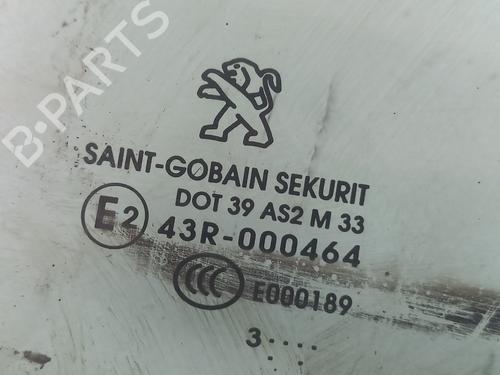 B-PARTS
SAINT-GOBAIN SEKURIT
DOT 39 AS2 M 33
E2 43R-000464
CCC E000189
3····